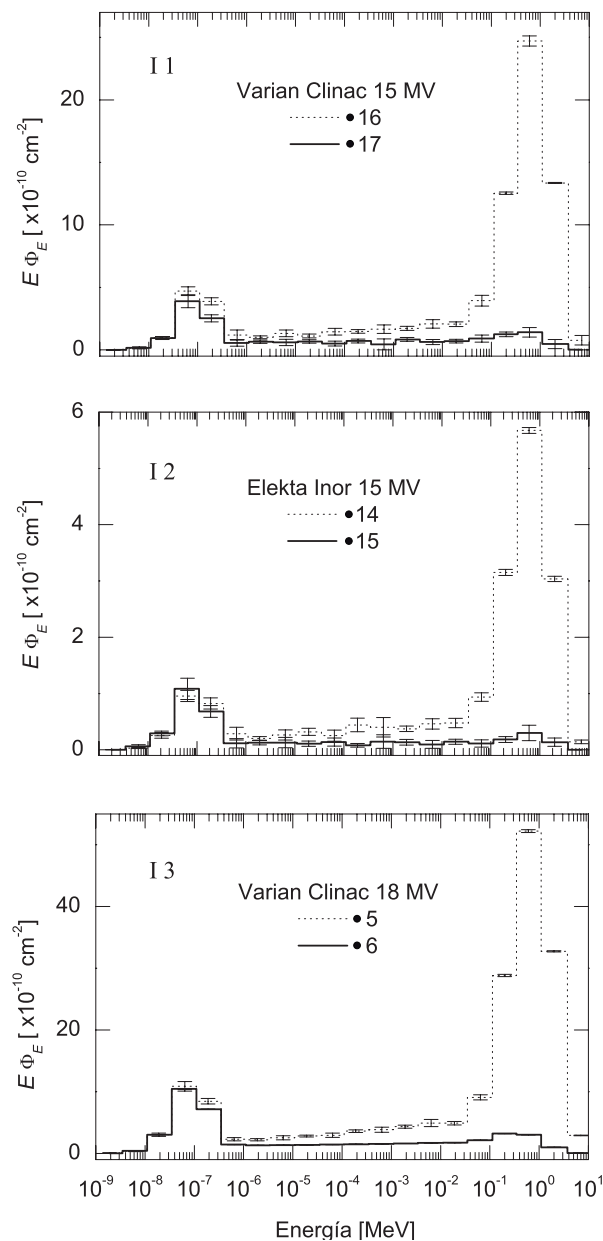 I 1
Varian Clinac 15 MV
• 16
• 17
20
10
0
E Φ_E [ x10^-10 cm^-2]
I 2
Elekta Inor 15 MV
• 14
• 15
6
4
2
0
E Φ_E [ x10^-10 cm^-2]
I 3
Varian Clinac 18 MV
• 5
• 6
40
20
0
E Φ_E [ x10^-10 cm^-2]
10^-9 10^-8 10^-7 10^-6 10^-5 10^-4 10^-3 10^-2 10^-1 10^0 10^1
Energía [MeV]